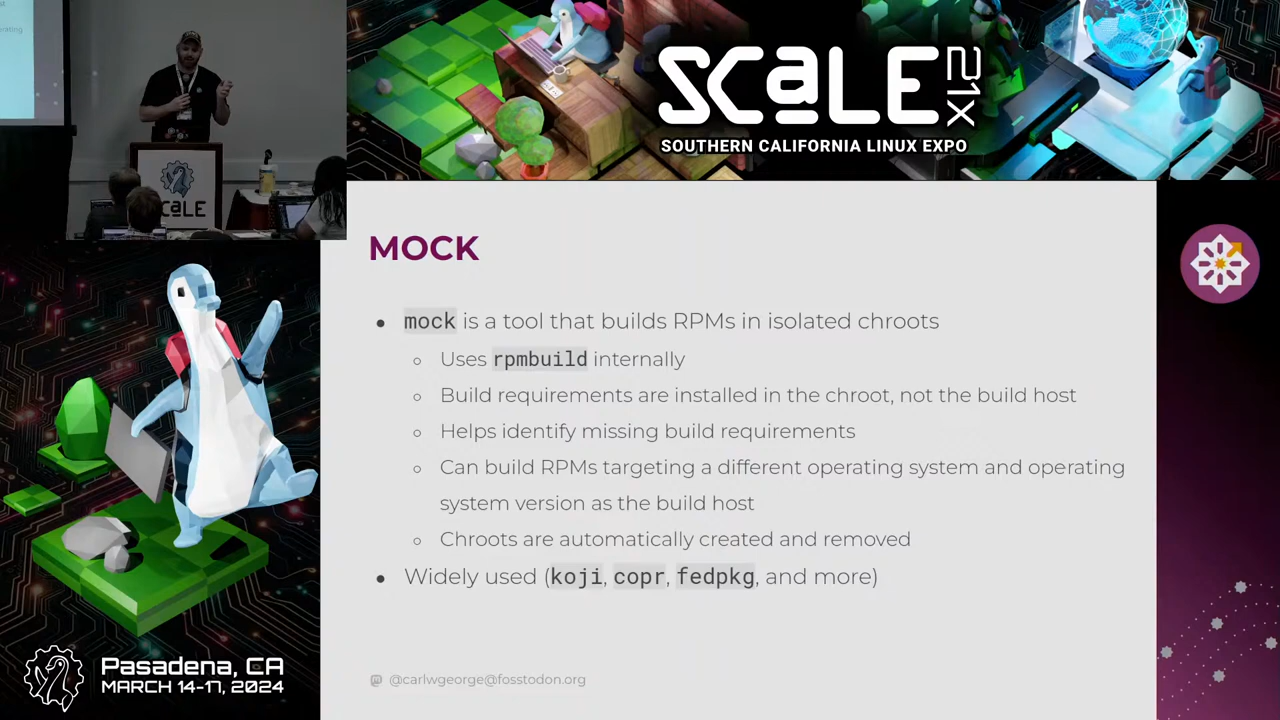 SCaLE 21X
SOUTHERN CALIFORNIA LINUX EXPO
SCaLE
MOCK
mock is a tool that builds RPMs in isolated chroots
Uses rpmbuild internally
Build requirements are installed in the chroot, not the build host
Helps identify missing build requirements
Can build RPMs targeting a different operating system and operating
system version as the build host
Chroots are automatically created and removed
Widely used (koji, copr, fedpkg, and more)
@carlwgeorge@fosstodon.org
Pasadena, CA
MARCH 14-17, 2024